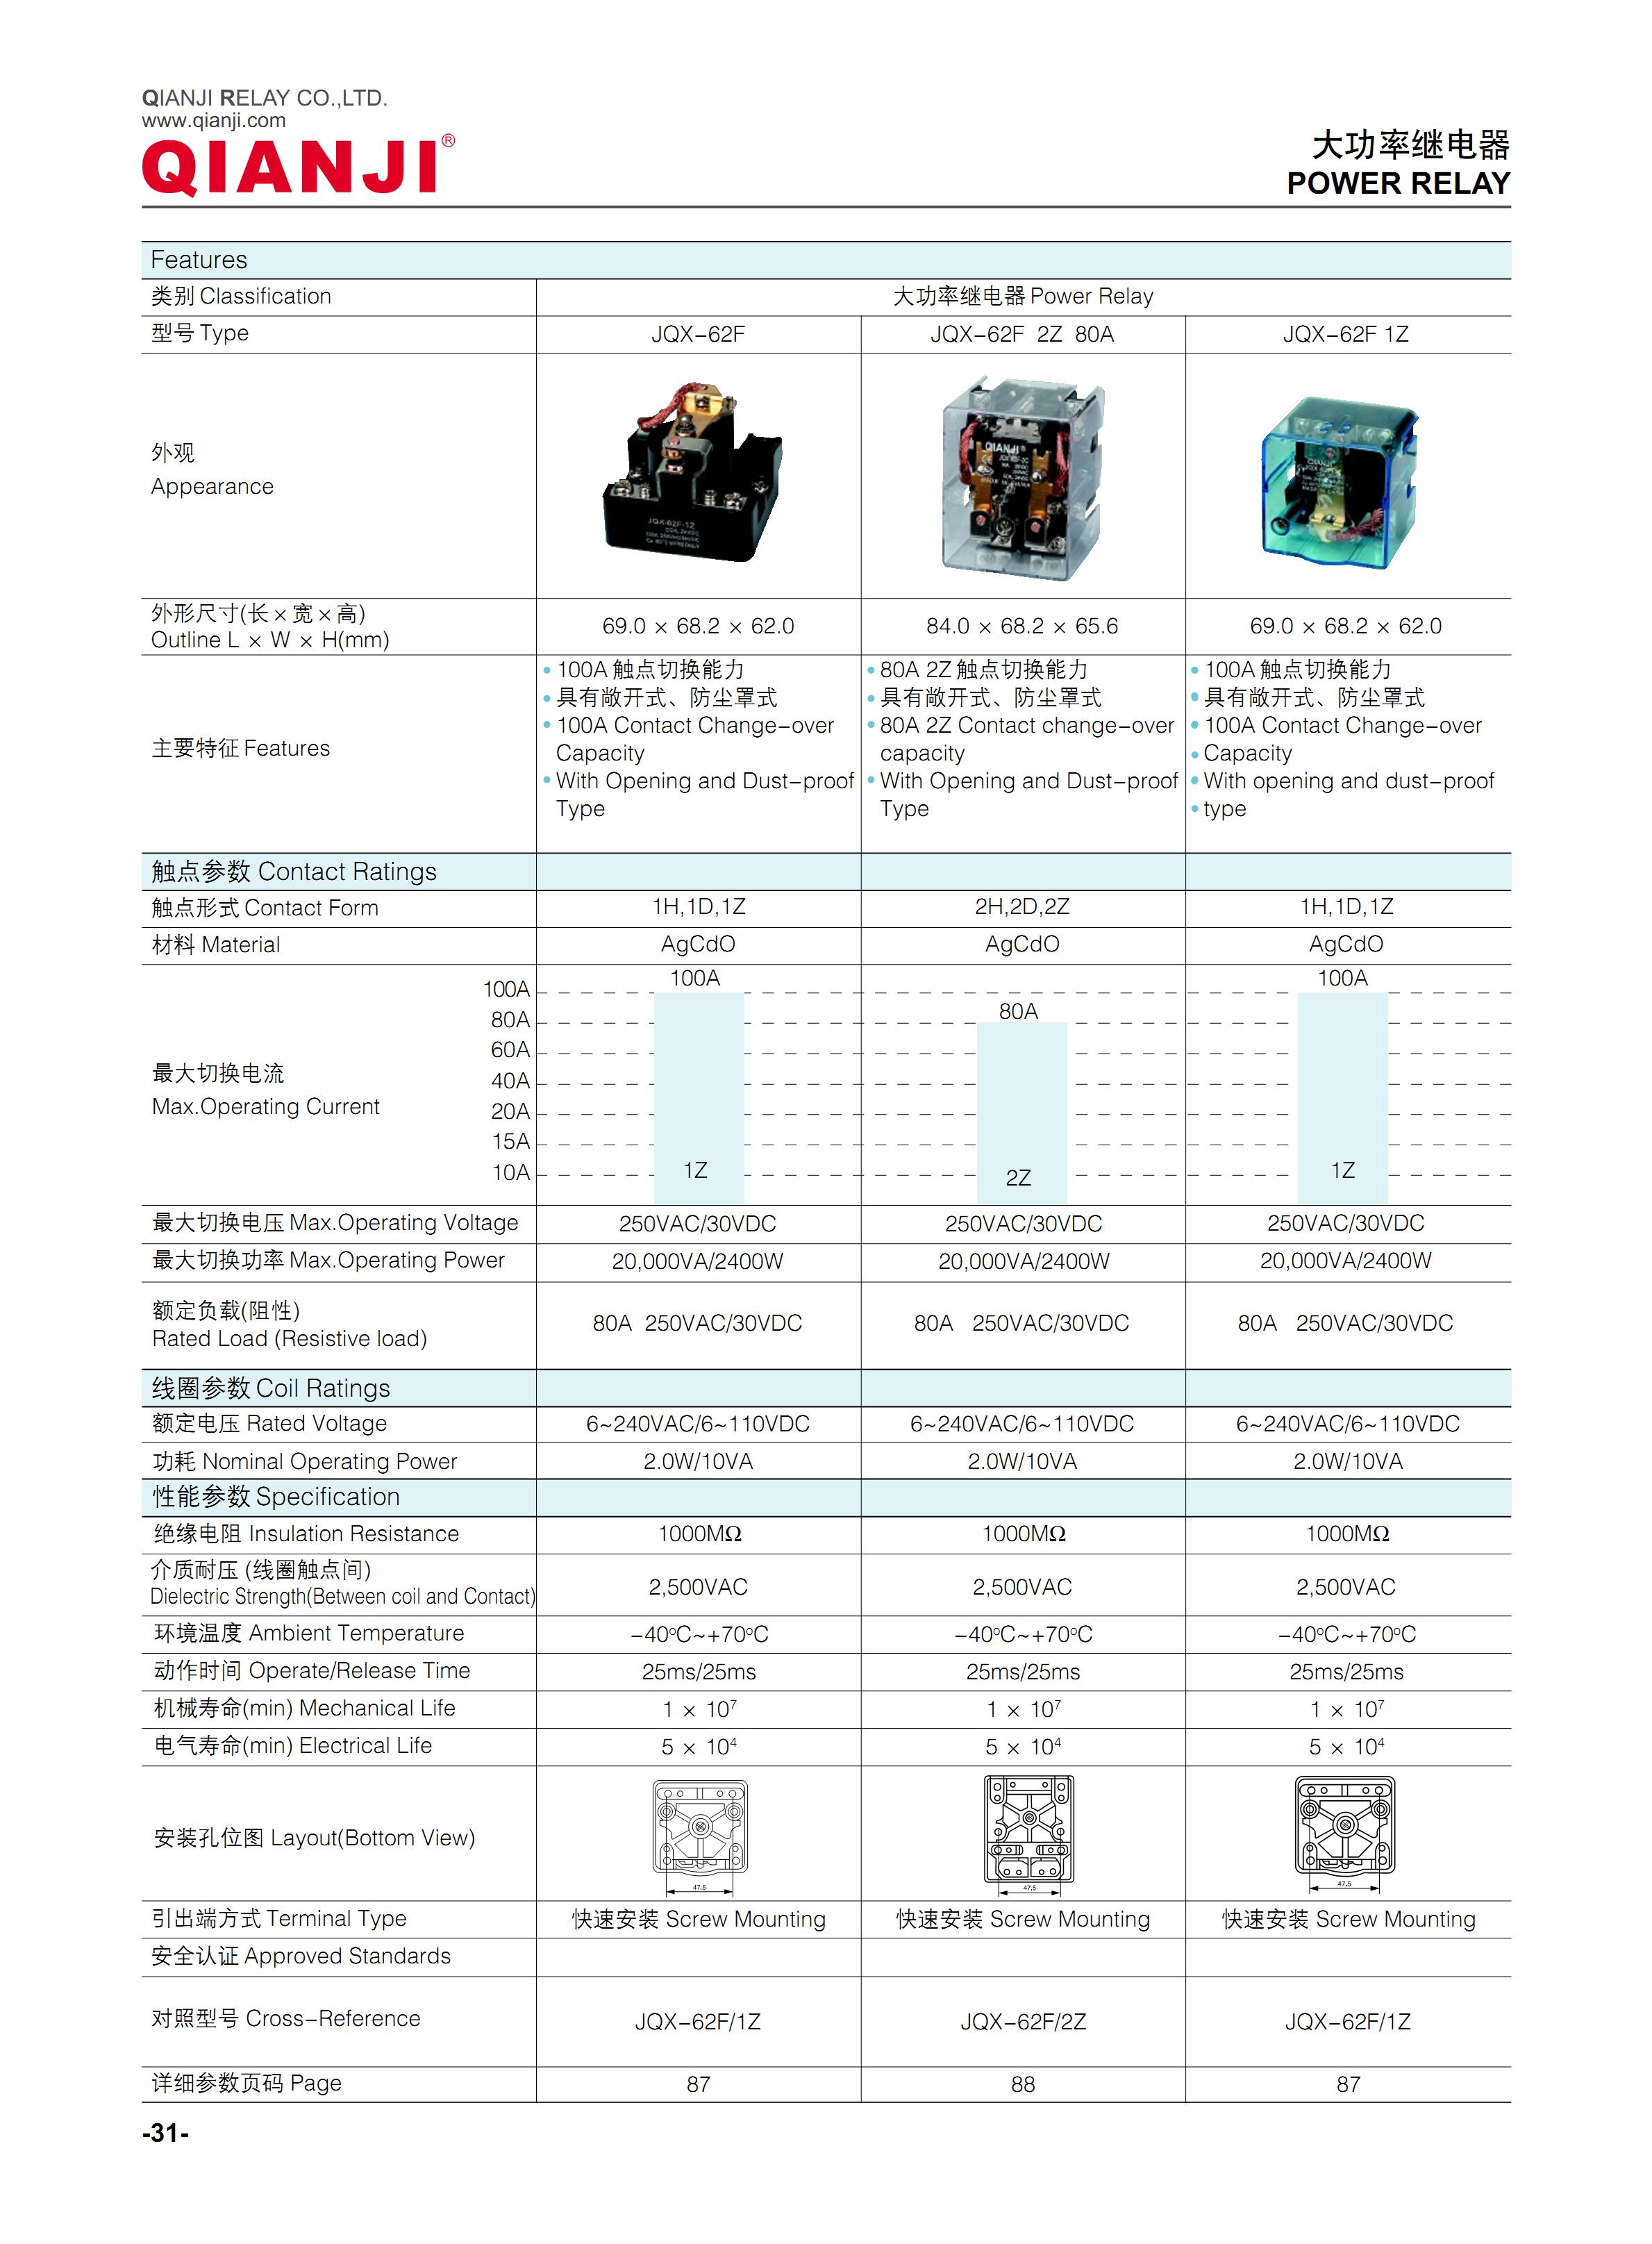 QIANJI RELAY CO.,LTD.
www.qianji.com
QIANJI®
大功率继电器
POWER RELAY
Features
类别 Classification
大功率继电器 Power Relay
型号 Type
JQX–62F
JQX–62F 2Z 80A
JQX–62F 1Z
外观
Appearance
QIANJI
JQX-62F-1Z
外形尺寸(长×宽×高)
Outline L × W × H(mm)
69.0 × 68.2 × 62.0
84.0 × 68.2 × 65.6
69.0 × 68.2 × 62.0
主要特征 Features
• 100A 触点切换能力
• 具有敞开式、防尘罩式
• 100A Contact Change–over
Capacity
• With Opening and Dust–proof
Type
• 80A 2Z 触点切换能力
• 具有敞开式、防尘罩式
• 80A 2Z Contact change–over
capacity
• With Opening and Dust–proof
Type
• 100A 触点切换能力
• 具有敞开式、防尘罩式
• 100A Contact Change–over
• Capacity
• With opening and dust–proof
• type
触点参数 Contact Ratings
触点形式 Contact Form
1H,1D,1Z
2H,2D,2Z
1H,1D,1Z
材料 Material
AgCdO
AgCdO
AgCdO
最大切换电流
Max.Operating Current
100A
80A
60A
40A
20A
15A
10A
100A
1Z
80A
2Z
100A
1Z
最大切换电压 Max.Operating Voltage
250VAC/30VDC
250VAC/30VDC
250VAC/30VDC
最大切换功率 Max.Operating Power
20,000VA/2400W
20,000VA/2400W
20,000VA/2400W
额定负载(阻性)
Rated Load (Resistive load)
80A 250VAC/30VDC
80A 250VAC/30VDC
80A 250VAC/30VDC
线圈参数 Coil Ratings
额定电压 Rated Voltage
6~240VAC/6~110VDC
6~240VAC/6~110VDC
6~240VAC/6~110VDC
功耗 Nominal Operating Power
2.0W/10VA
2.0W/10VA
2.0W/10VA
性能参数 Specification
绝缘电阻 Insulation Resistance
1000MΩ
1000MΩ
1000MΩ
介质耐压 (线圈触点间)
Dielectric Strength(Between coil and Contact)
2,500VAC
2,500VAC
2,500VAC
环境温度 Ambient Temperature
–40°C~+70°C
–40°C~+70°C
–40°C~+70°C
动作时间 Operate/Release Time
25ms/25ms
25ms/25ms
25ms/25ms
机械寿命(min) Mechanical Life
1 × 10⁷
1 × 10⁷
1 × 10⁷
电气寿命(min) Electrical Life
5 × 10⁴
5 × 10⁴
5 × 10⁴
安装孔位图 Layout(Bottom View)
47.5
47.5
47.5
引出端方式 Terminal Type
快速安装 Screw Mounting
快速安装 Screw Mounting
快速安装 Screw Mounting
安全认证 Approved Standards
对照型号 Cross–Reference
JQX–62F/1Z
JQX–62F/2Z
JQX–62F/1Z
详细参数页码 Page
87
88
87
-31-